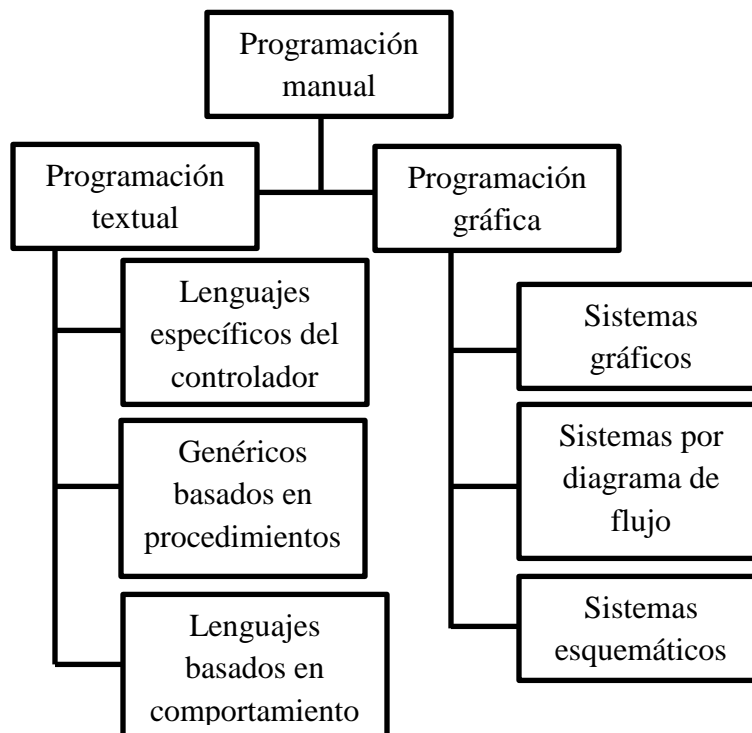 Programación
manual
Programación
textual
Programación
gráfica
Lenguajes
específicos del
controlador
Genéricos
basados en
procedimientos
Lenguajes
basados en
comportamiento
Sistemas
gráficos
Sistemas por
diagrama de
flujo
Sistemas
esquemáticos